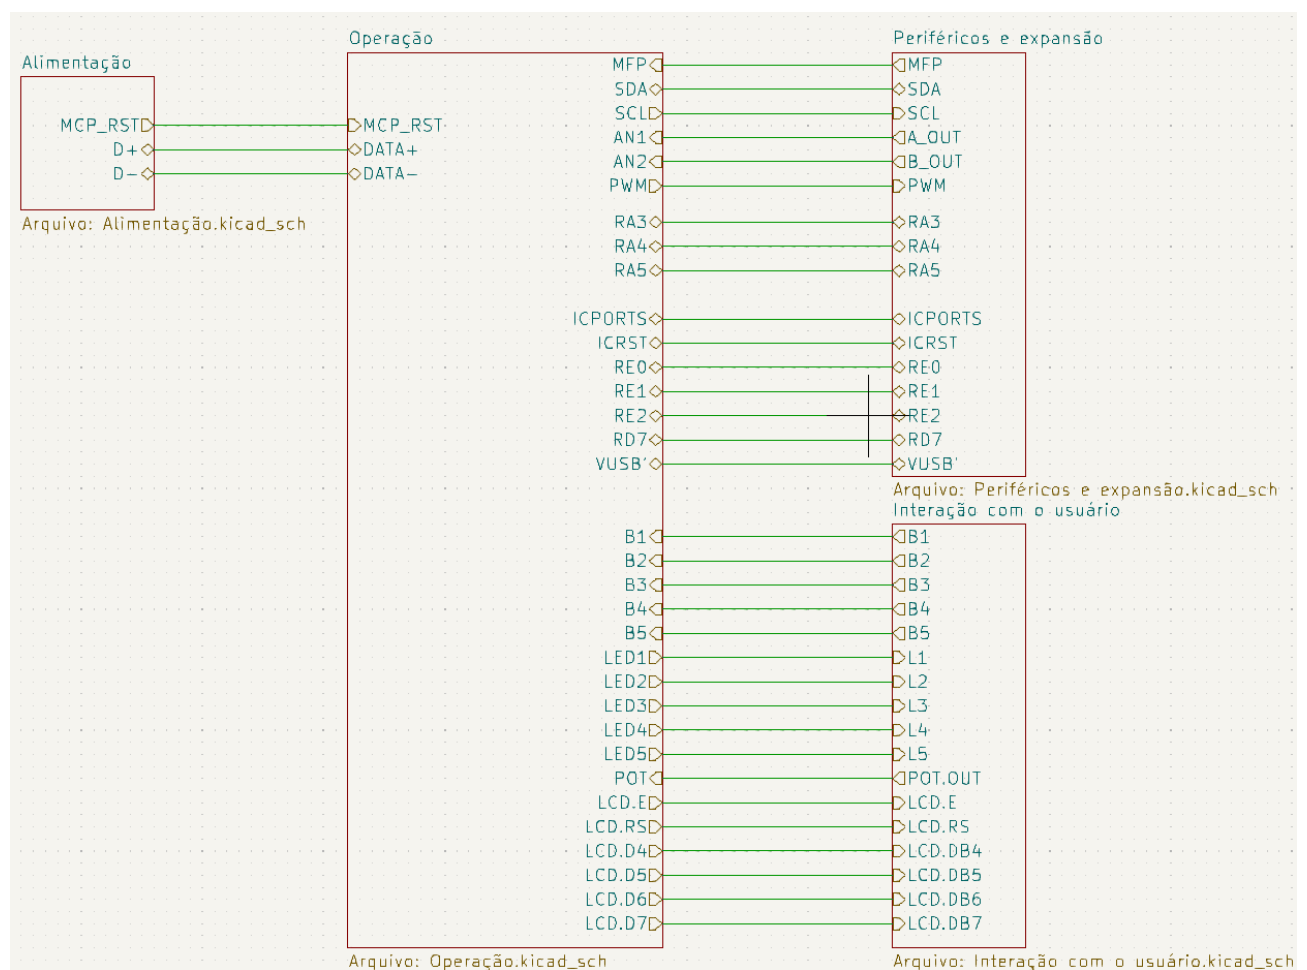 Alimentação
MCP_RST
D+
D-
Arquivo: Alimentação.kicad_sch
Operação
MCP_RST
DATA+
DATA-
MFP
SDA
SCL
AN1
AN2
PWM
RA3
RA4
RA5
ICPORTS
ICRST
RE0
RE1
RE2
RD7
VUSB'
B1
B2
B3
B4
B5
LED1
LED2
LED3
LED4
LED5
POT
LCD.E
LCD.RS
LCD.D4
LCD.D5
LCD.D6
LCD.D7
Arquivo: Operação.kicad_sch
Periféricos e expansão
MFP
SDA
SCL
A_OUT
B_OUT
PWM
RA3
RA4
RA5
ICPORTS
ICRST
RE0
RE1
RE2
RD7
VUSB'
Arquivo: Periféricos e expansão.kicad_sch
Interação com o usuário
B1
B2
B3
B4
B5
L1
L2
L3
L4
L5
POT.OUT
LCD.E
LCD.RS
LCD.DB4
LCD.DB5
LCD.DB6
LCD.DB7
Arquivo: Interação com o usuário.kicad_sch